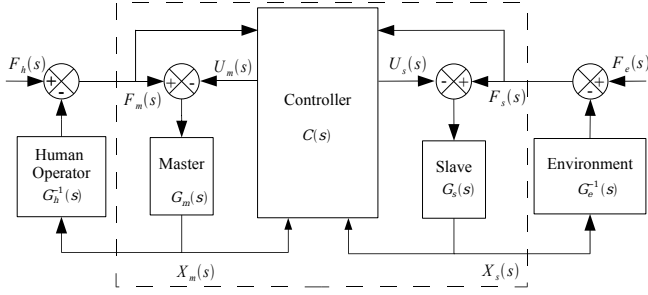 F_h(s)
+
-
F_m(s)
+
-
U_m(s)
Controller
C(s)
U_s(s)
-
+
F_s(s)
+
-
F_e(s)
Human
Operator
G_h^{-1}(s)
Master
G_m(s)
Slave
G_s(s)
Environment
G_e^{-1}(s)
X_m(s)
X_s(s)